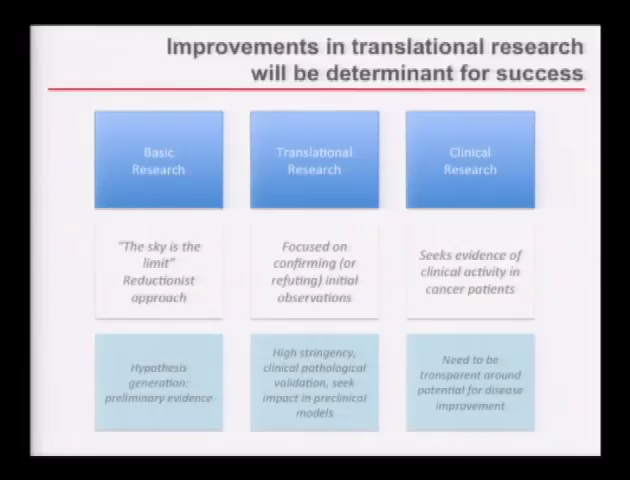 Improvements in translational research
will be determinant for success
Basic
Research
Translational
Research
Clinical
Research
"The sky is the
limit"
Reductionist
approach
Focused on
confirming (or
refuting) initial
observations
Seeks evidence of
clinical activity in
cancer patients
Hypothesis
generation:
preliminary evidence
High stringency,
clinical pathological
validation, seek
impact in preclinical
models
Need to be
transparent around
potential for disease
improvement